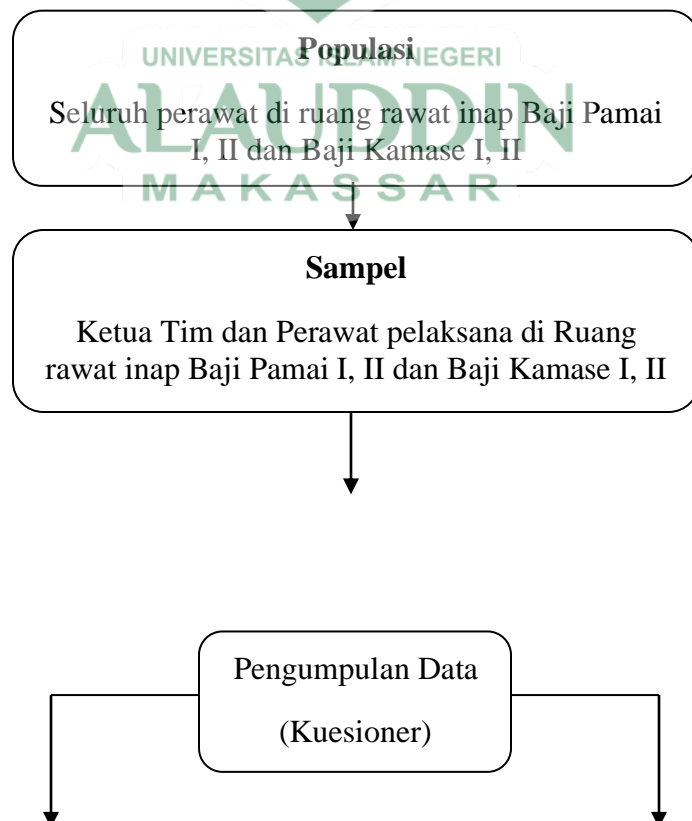 Populasi
UNIVERSITAS ISLAM NEGERI
Seluruh perawat di ruang rawat inap Baji Pamai
ALAUDDIN
I, II dan Baji Kamase I, II
MAKASSAR
Sampel
Ketua Tim dan Perawat pelaksana di Ruang
rawat inap Baji Pamai I, II dan Baji Kamase I, II
Pengumpulan Data
(Kuesioner)